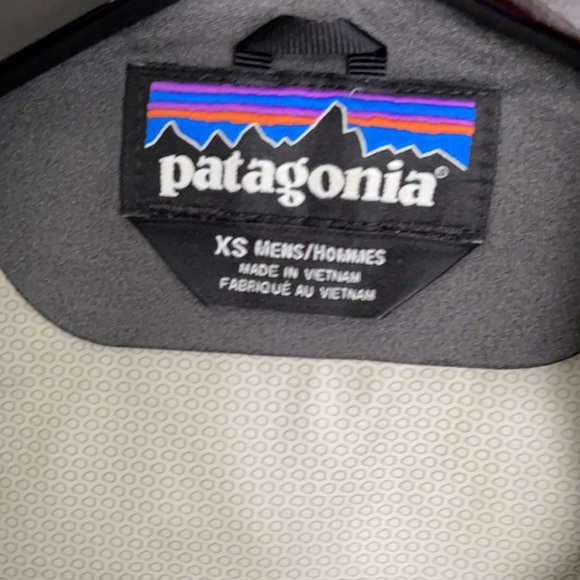 patagonia®
XS MENS/HOMMES
MADE IN VIETNAM
FABRIQUÉ AU VIETNAM